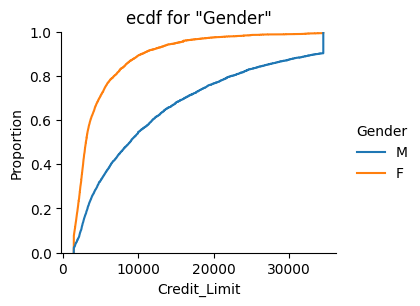 ecdf for "Gender"
1.0
0.8
0.6
0.4
0.2
0.0
Proportion
0 10000 20000 30000
Credit_Limit
Gender
M
F